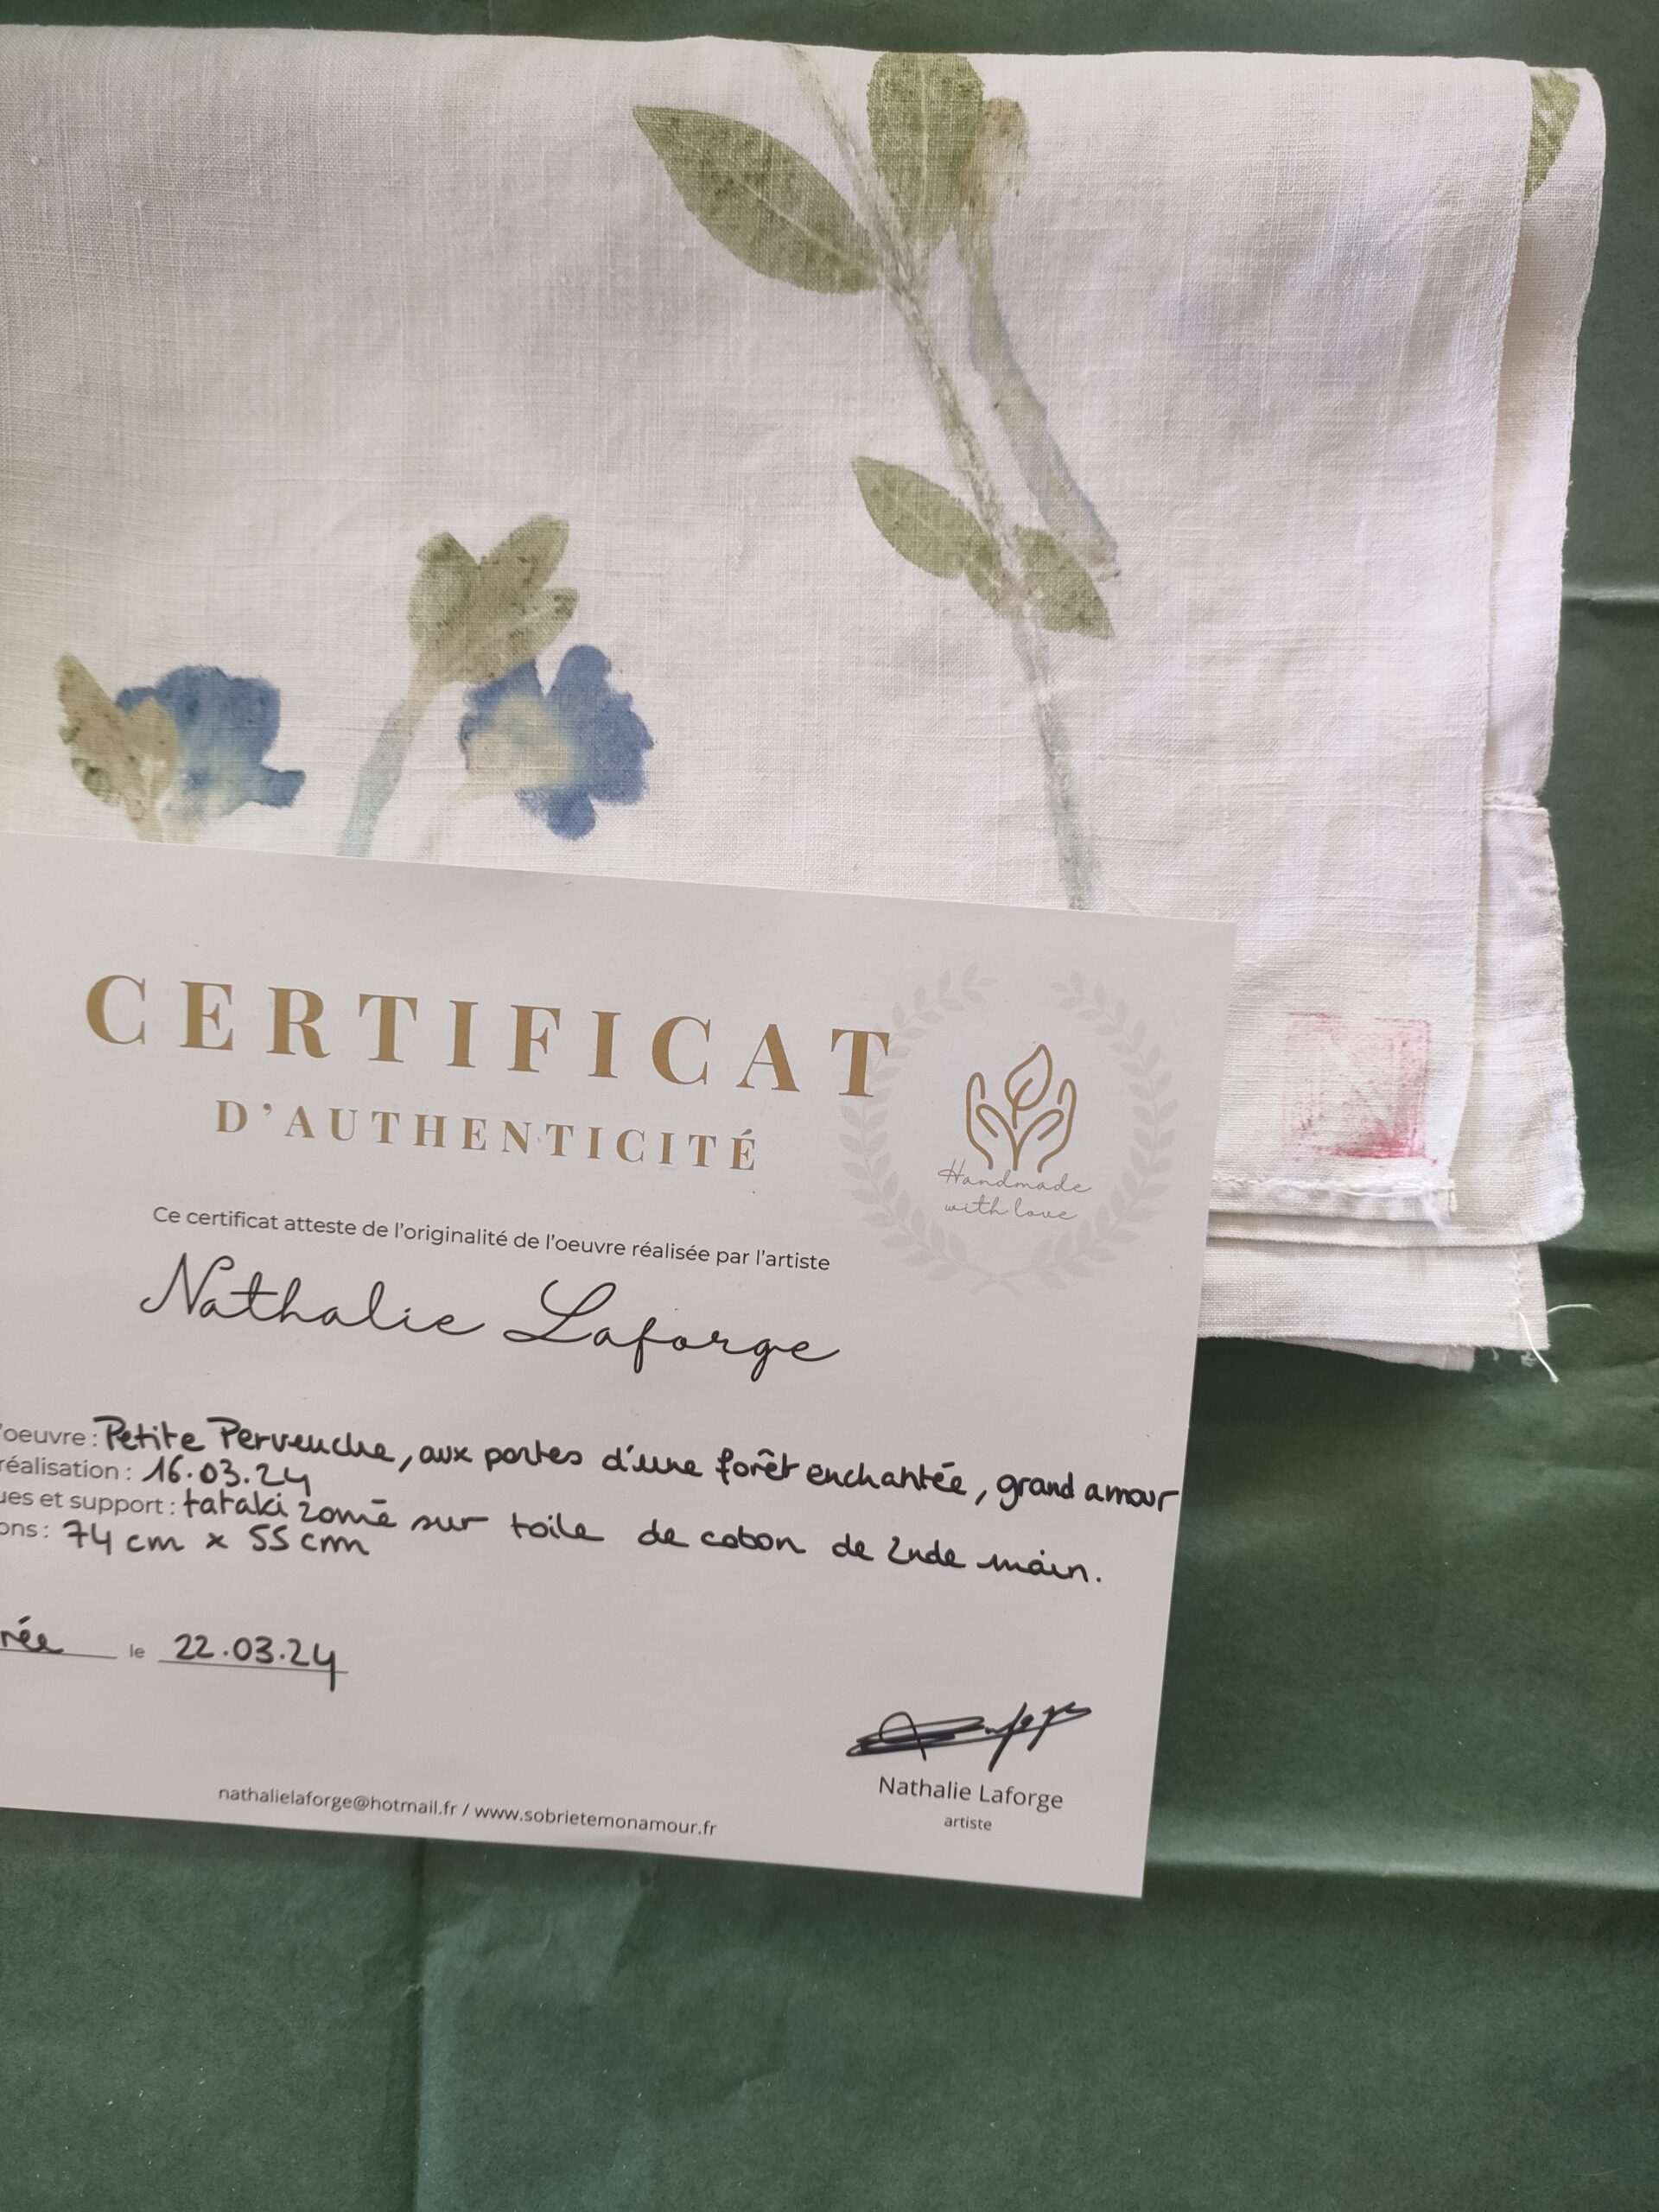 CERTIFICAT
D'AUTHENTICITÉ
Handmade
with love
Ce certificat atteste de l'originalité de l'oeuvre réalisée par l'artiste
Nathalie Laforge
'oeuvre : Petite Pervenche, aux portes d'une forêt enchantée, grand amour
réalisation : 16.03.24
ues et support : tataki zomé sur toile de coton de 2nde main.
ons : 74 cm x 55 cm
rée le 22.03.24
Nathalie Laforge
artiste
nathalielaforge@hotmail.fr / www.sobrietemonamour.fr